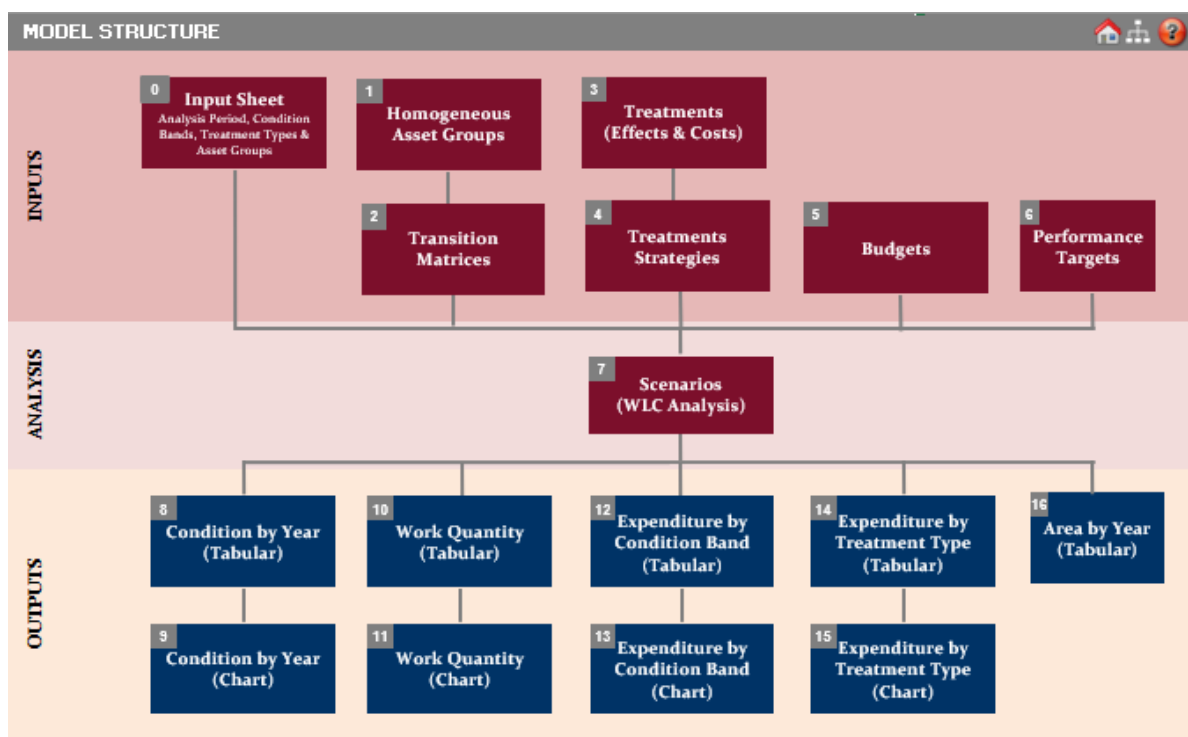 MODEL STRUCTURE
?
INPUTS
0
Input Sheet
Analysis Period, Condition
Bands, Treatment Types &
Asset Groups
1
Homogeneous
Asset Groups
3
Treatments
(Effects & Costs)
2
Transition
Matrices
4
Treatments
Strategies
5
Budgets
6
Performance
Targets
ANALYSIS
7
Scenarios
(WLC Analysis)
OUTPUTS
8
Condition by Year
(Tabular)
10
Work Quantity
(Tabular)
12
Expenditure by
Condition Band
(Tabular)
14
Expenditure by
Treatment Type
(Tabular)
16
Area by Year
(Tabular)
9
Condition by Year
(Chart)
11
Work Quantity
(Chart)
13
Expenditure by
Condition Band
(Chart)
15
Expenditure by
Treatment Type
(Chart)